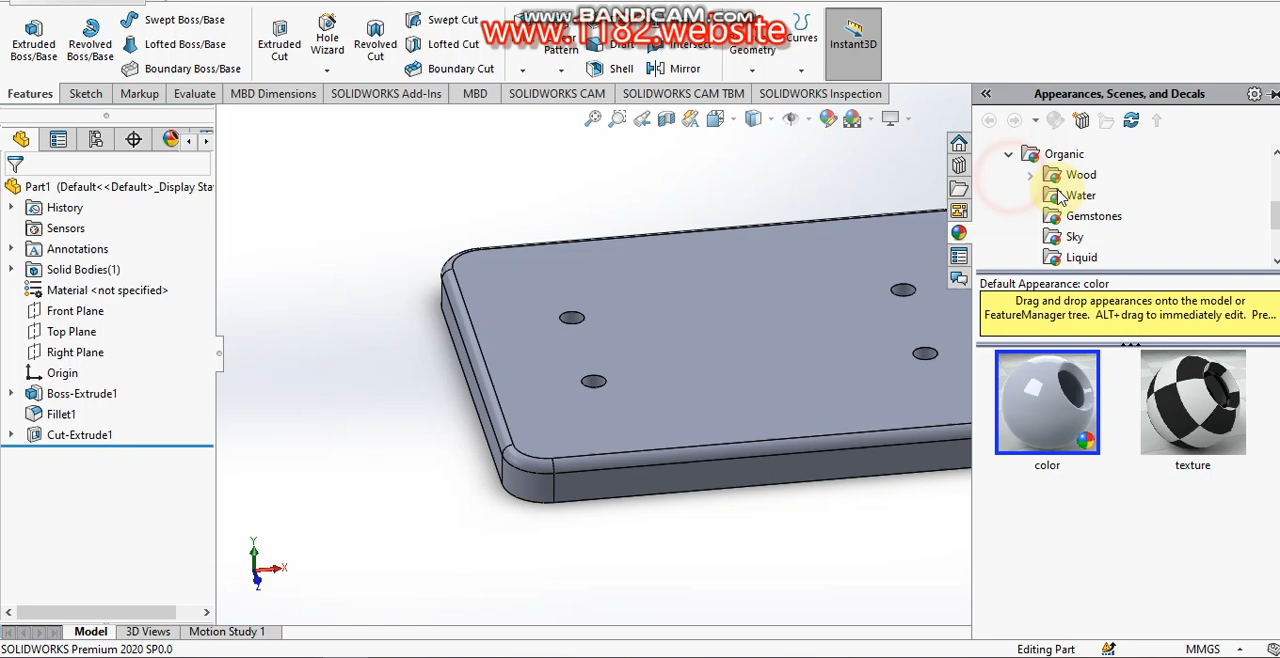 www.BANDICAM.com
www.1182.website
Extruded Boss/Base
Revolved Boss/Base
Swept Boss/Base
Lofted Boss/Base
Boundary Boss/Base
Extruded Cut
Hole Wizard
Revolved Cut
Swept Cut
Lofted Cut
Boundary Cut
Pattern
Draft
Shell
Intersect
Mirror
Geometry
Curves
Instant3D
Features
Sketch
Markup
Evaluate
MBD Dimensions
SOLIDWORKS Add-Ins
MBD
SOLIDWORKS CAM
SOLIDWORKS CAM TBM
SOLIDWORKS Inspection
Part1 (Default<<Default>_Display Sta
History
Sensors
Annotations
Solid Bodies(1)
Material <not specified>
Front Plane
Top Plane
Right Plane
Origin
Boss-Extrude1
Fillet1
Cut-Extrude1
Y
X
Z
Appearances, Scenes, and Decals
Organic
Wood
Water
Gemstones
Sky
Liquid
Default Appearance: color
Drag and drop appearances onto the model or
FeatureManager tree. ALT+drag to immediately edit. Pre...
color
texture
Model
3D Views
Motion Study 1
SOLIDWORKS Premium 2020 SP0.0
Editing Part
MMGS